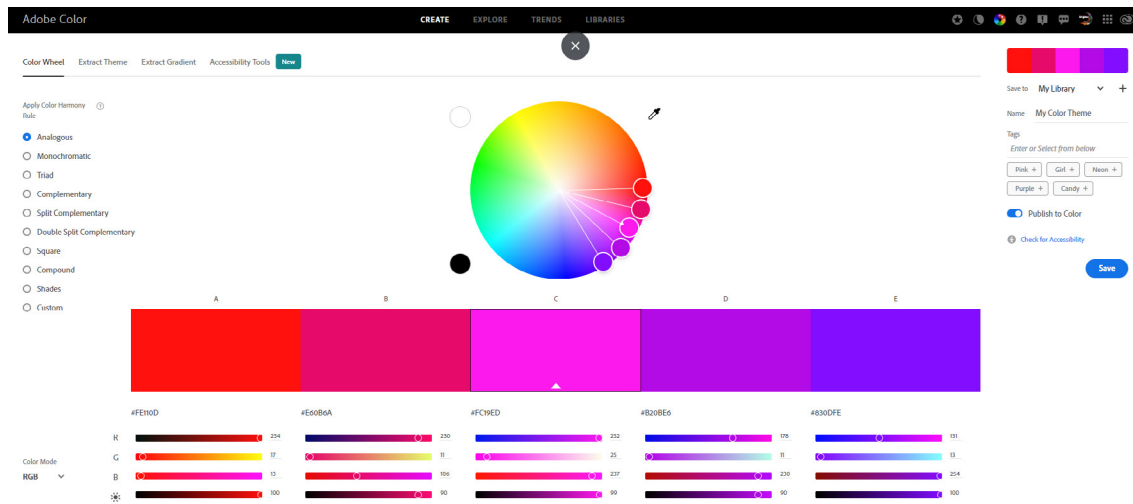 Adobe Color
CREATE EXPLORE TRENDS LIBRARIES
Color Wheel Extract Theme Extract Gradient Accessibility Tools New
Apply Color Harmony
Rule
Analogous
Monochromatic
Triad
Complementary
Split Complementary
Double Split Complementary
Square
Compound
Shades
Custom
Save to My Library
Name My Color Theme
Tags
Enter or Select from below
Pink + Girl + Neon +
Purple + Candy +
Publish to Color
Check for Accessibility
Save
A B C D E
#FE110D #E60B6A #FC19ED #B20BE6 #830DFE
Color Mode
RGB
R 254 230 252 178 131
G 17 11 25 11 13
B 13 106 237 230 254
100 90 99 90 100